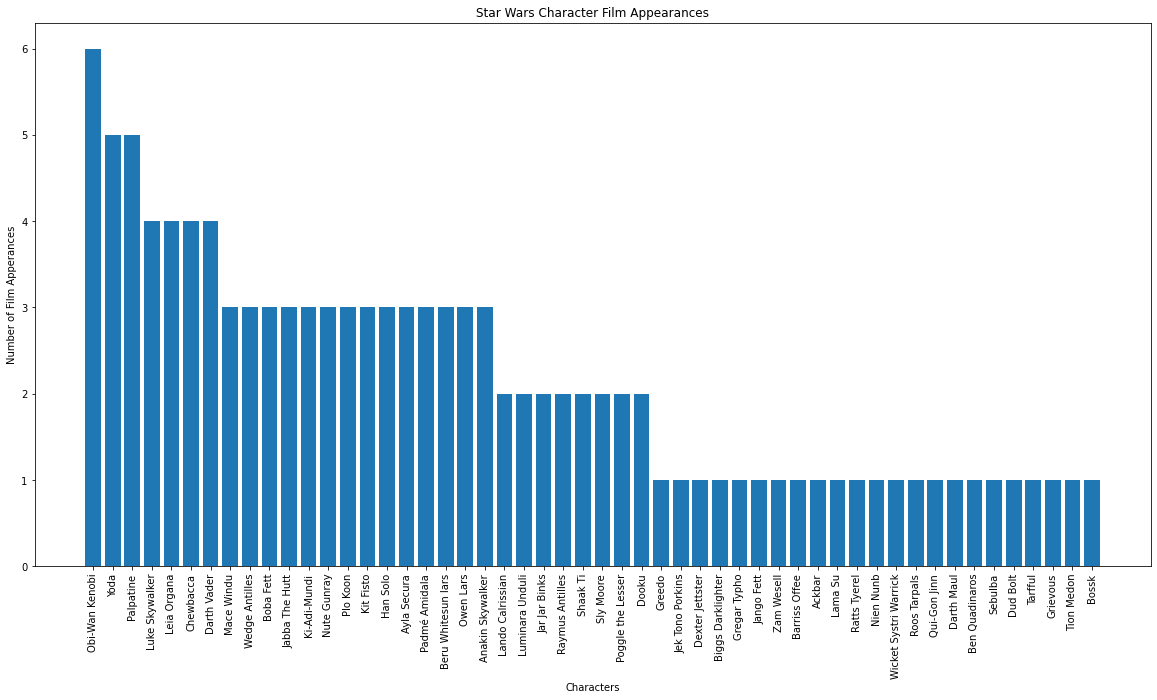 Star Wars Character Film Appearances
Number of Film Apperances
6
5
4
3
2
1
0
Obi-Wan Kenobi
Yoda
Palpatine
Luke Skywalker
Leia Organa
Chewbacca
Darth Vader
Mace Windu
Wedge Antilles
Boba Fett
Jabba The Hutt
Ki-Adi-Mundi
Nute Gunray
Plo Koon
Kit Fisto
Han Solo
Ayla Secura
Padmé Amidala
Beru Whitesun lars
Owen Lars
Anakin Skywalker
Lando Calrissian
Luminara Unduli
Jar Jar Binks
Raymus Antilles
Shaak Ti
Sly Moore
Poggle the Lesser
Dooku
Greedo
Jek Tono Porkins
Dexter Jettster
Biggs Darklighter
Gregar Typho
Jango Fett
Zam Wesell
Barriss Offee
Ackbar
Lama Su
Ratts Tyerel
Nien Nunb
Wicket Systri Warrick
Roos Tarpals
Qui-Gon Jinn
Darth Maul
Ben Quadinaros
Sebulba
Dud Bolt
Tarfful
Grievous
Tion Medon
Bossk
Characters